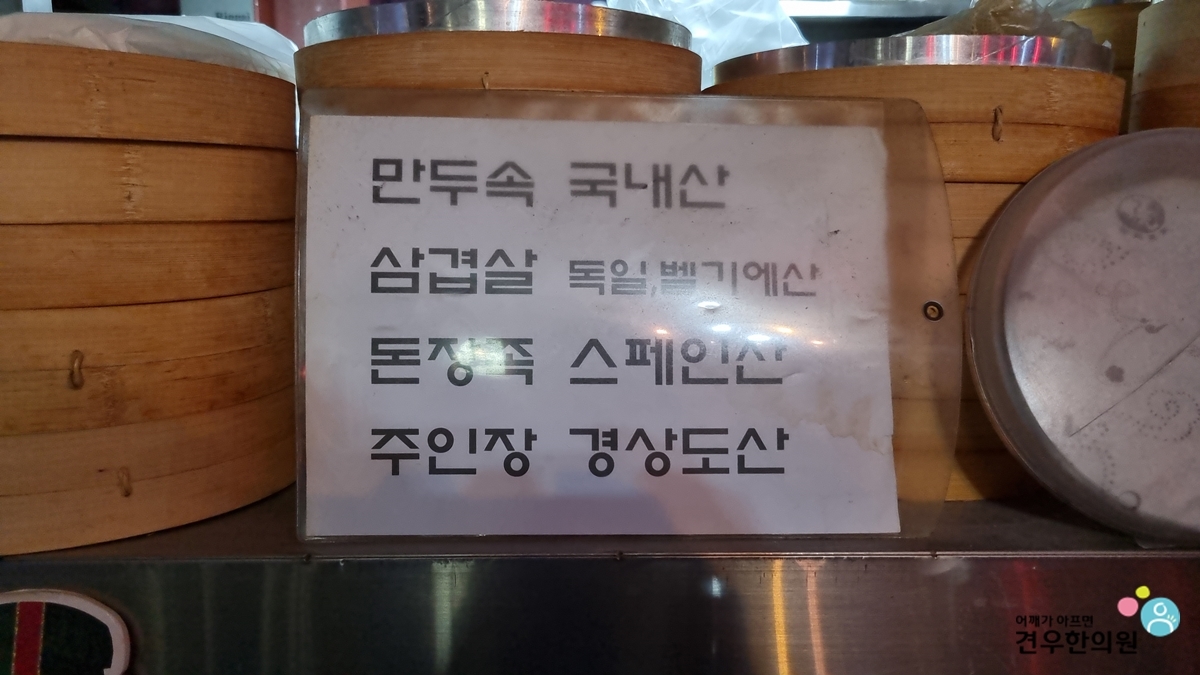 만두속 국내산
삼겹살 독일,벨기에산
돈장족 스페인산
주인장 경상도산
어깨가 아프면
견우한의원